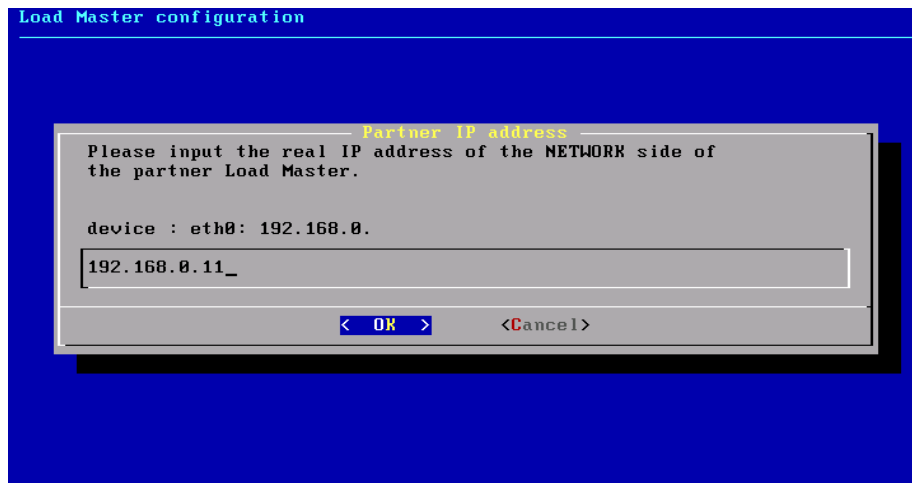 Load Master configuration
Partner IP address
Please input the real IP address of the NETWORK side of
the partner Load Master.
device : eth0: 192.168.0.
192.168.0.11_
< OK > <Cancel>